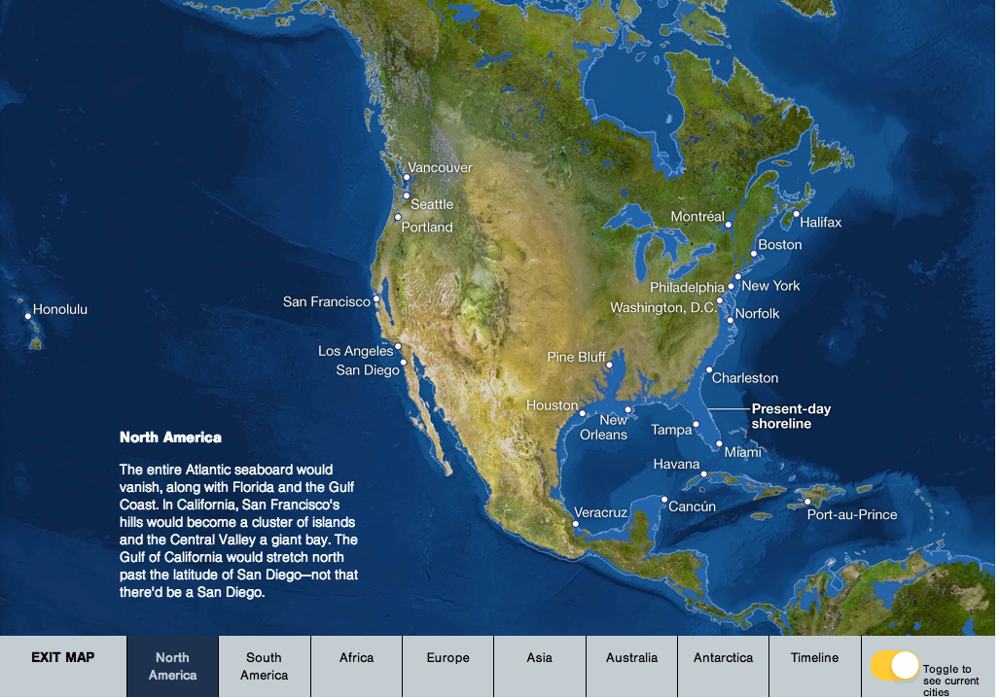 Vancouver
Seattle
Portland
Montréal
Halifax
Boston
Philadelphia
New York
Washington, D.C.
Norfolk
San Francisco
Honolulu
Los Angeles
San Diego
Pine Bluff
Charleston
Houston
New
Orleans
Present-day
shoreline
Tampa
Miami
Havana
Veracruz
Cancún
Port-au-Prince
North America
The entire Atlantic seaboard would
vanish, along with Florida and the Gulf
Coast. In California, San Francisco's
hills would become a cluster of islands
and the Central Valley a giant bay. The
Gulf of California would stretch north
past the latitude of San Diego—not that
there'd be a San Diego.
EXIT MAP
North
America
South
America
Africa
Europe
Asia
Australia
Antarctica
Timeline
Toggle to
see current
cities